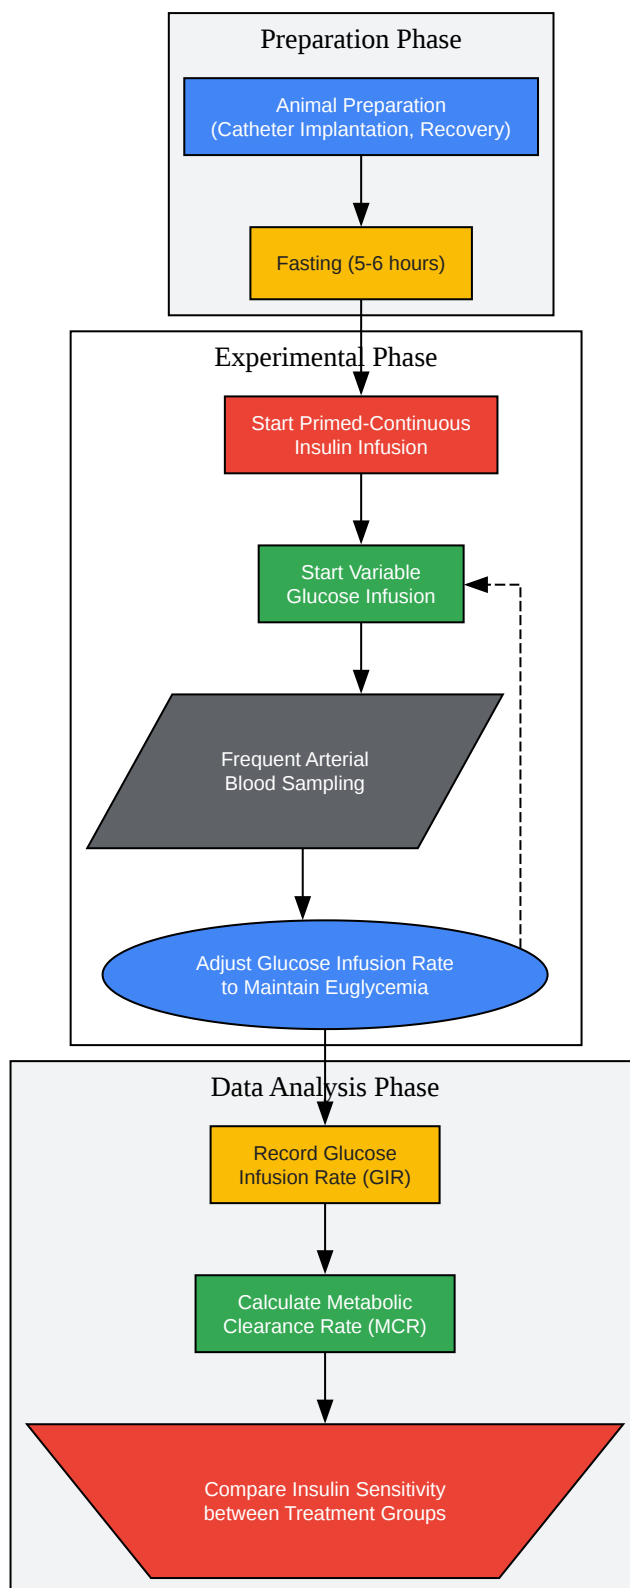 Preparation Phase
Animal Preparation
(Catheter Implantation, Recovery)
Fasting (5-6 hours)
Experimental Phase
Start Primed-Continuous
Insulin Infusion
Start Variable
Glucose Infusion
Frequent Arterial
Blood Sampling
Adjust Glucose Infusion Rate
to Maintain Euglycemia
Data Analysis Phase
Record Glucose
Infusion Rate (GIR)
Calculate Metabolic
Clearance Rate (MCR)
Compare Insulin Sensitivity
between Treatment Groups